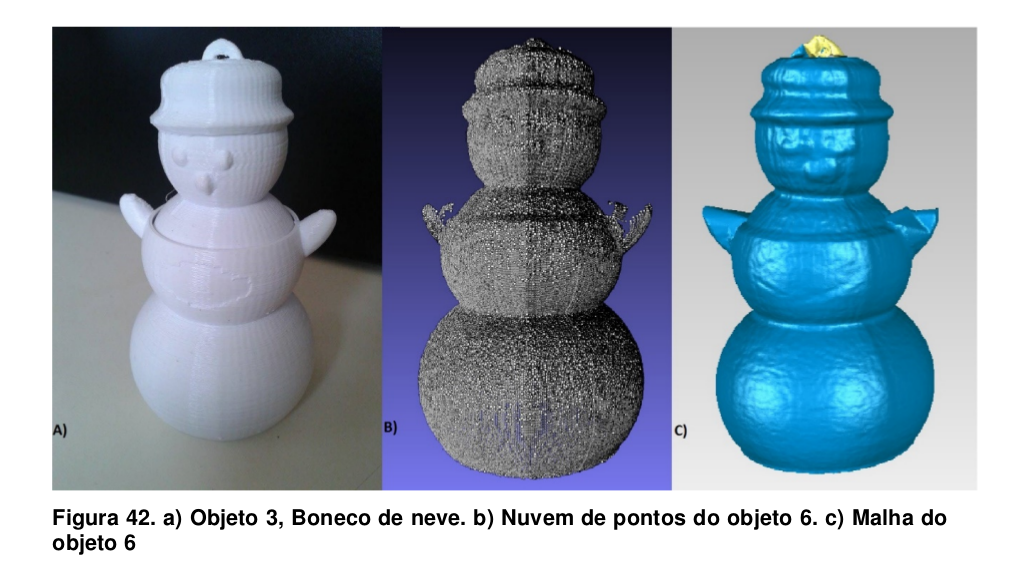 A)
B)
C)
Figura 42. a) Objeto 3, Boneco de neve. b) Nuvem de pontos do objeto 6. c) Malha do
objeto 6